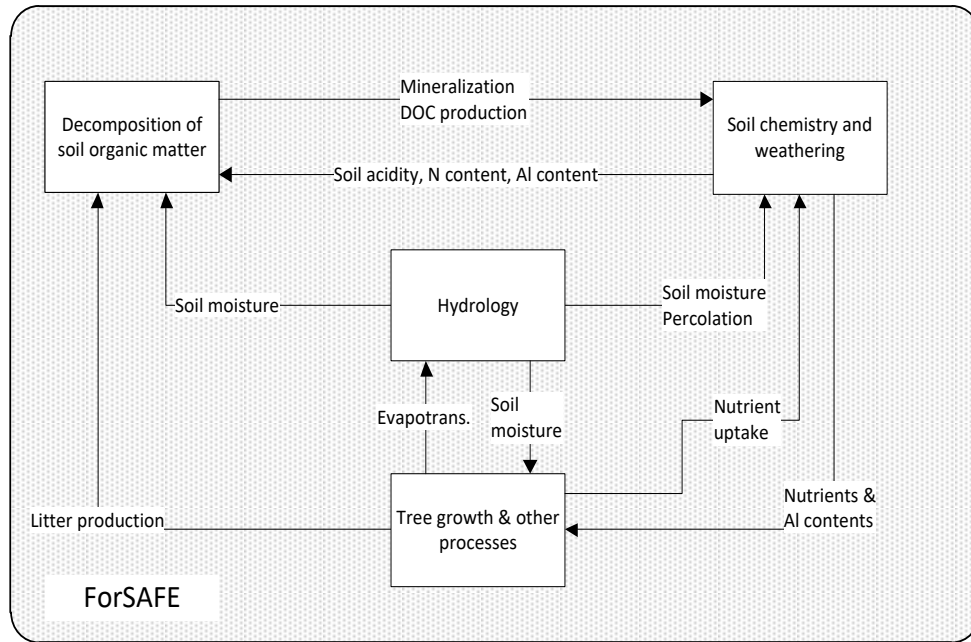 Mineralization
DOC production
Decomposition of
soil organic matter
Soil chemistry and
weathering
Soil acidity, N content, Al content
Soil moisture
Hydrology
Soil moisture
Percolation
Evapotrans.
Soil
moisture
Nutrient
uptake
Litter production
Tree growth & other
processes
Nutrients &
Al contents
ForSAFE